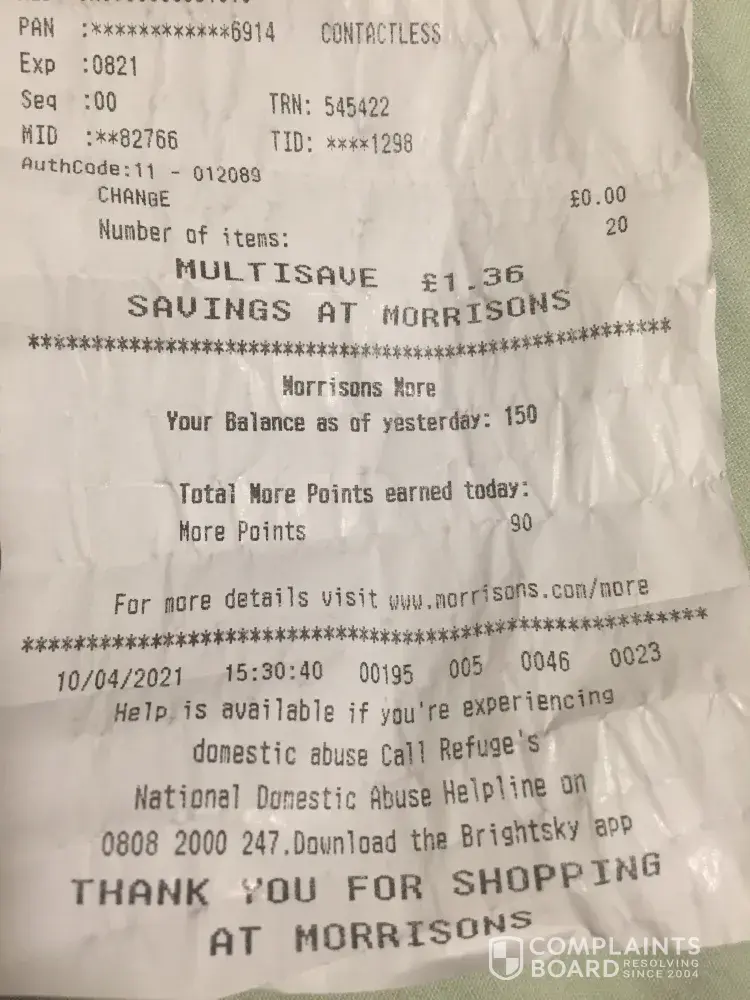 PAN :************6914 CONTACTLESS
Exp :0821
Seq :00 TRN: 545422
MID :**82766 TID: ****1298
AuthCode:11 - 012089
CHANGE £0.00
Number of items: 20
MULTISAVE £1.36
SAVINGS AT MORRISONS
*******************************************************
Morrisons More
Your Balance as of yesterday: 150
Total More Points earned today:
More Points 90
For more details visit www.morrisons.com/more
*******************************************************
10/04/2021 15:30:40 00195 005 0046 0023
Help is available if you're experiencing
domestic abuse Call Refuge's
National Domestic Abuse Helpline on
0808 2000 247.Download the Brightsky app
THANK YOU FOR SHOPPING
AT MORRISONS
COMPLAINTS
BOARD RESOLVING SINCE 2004